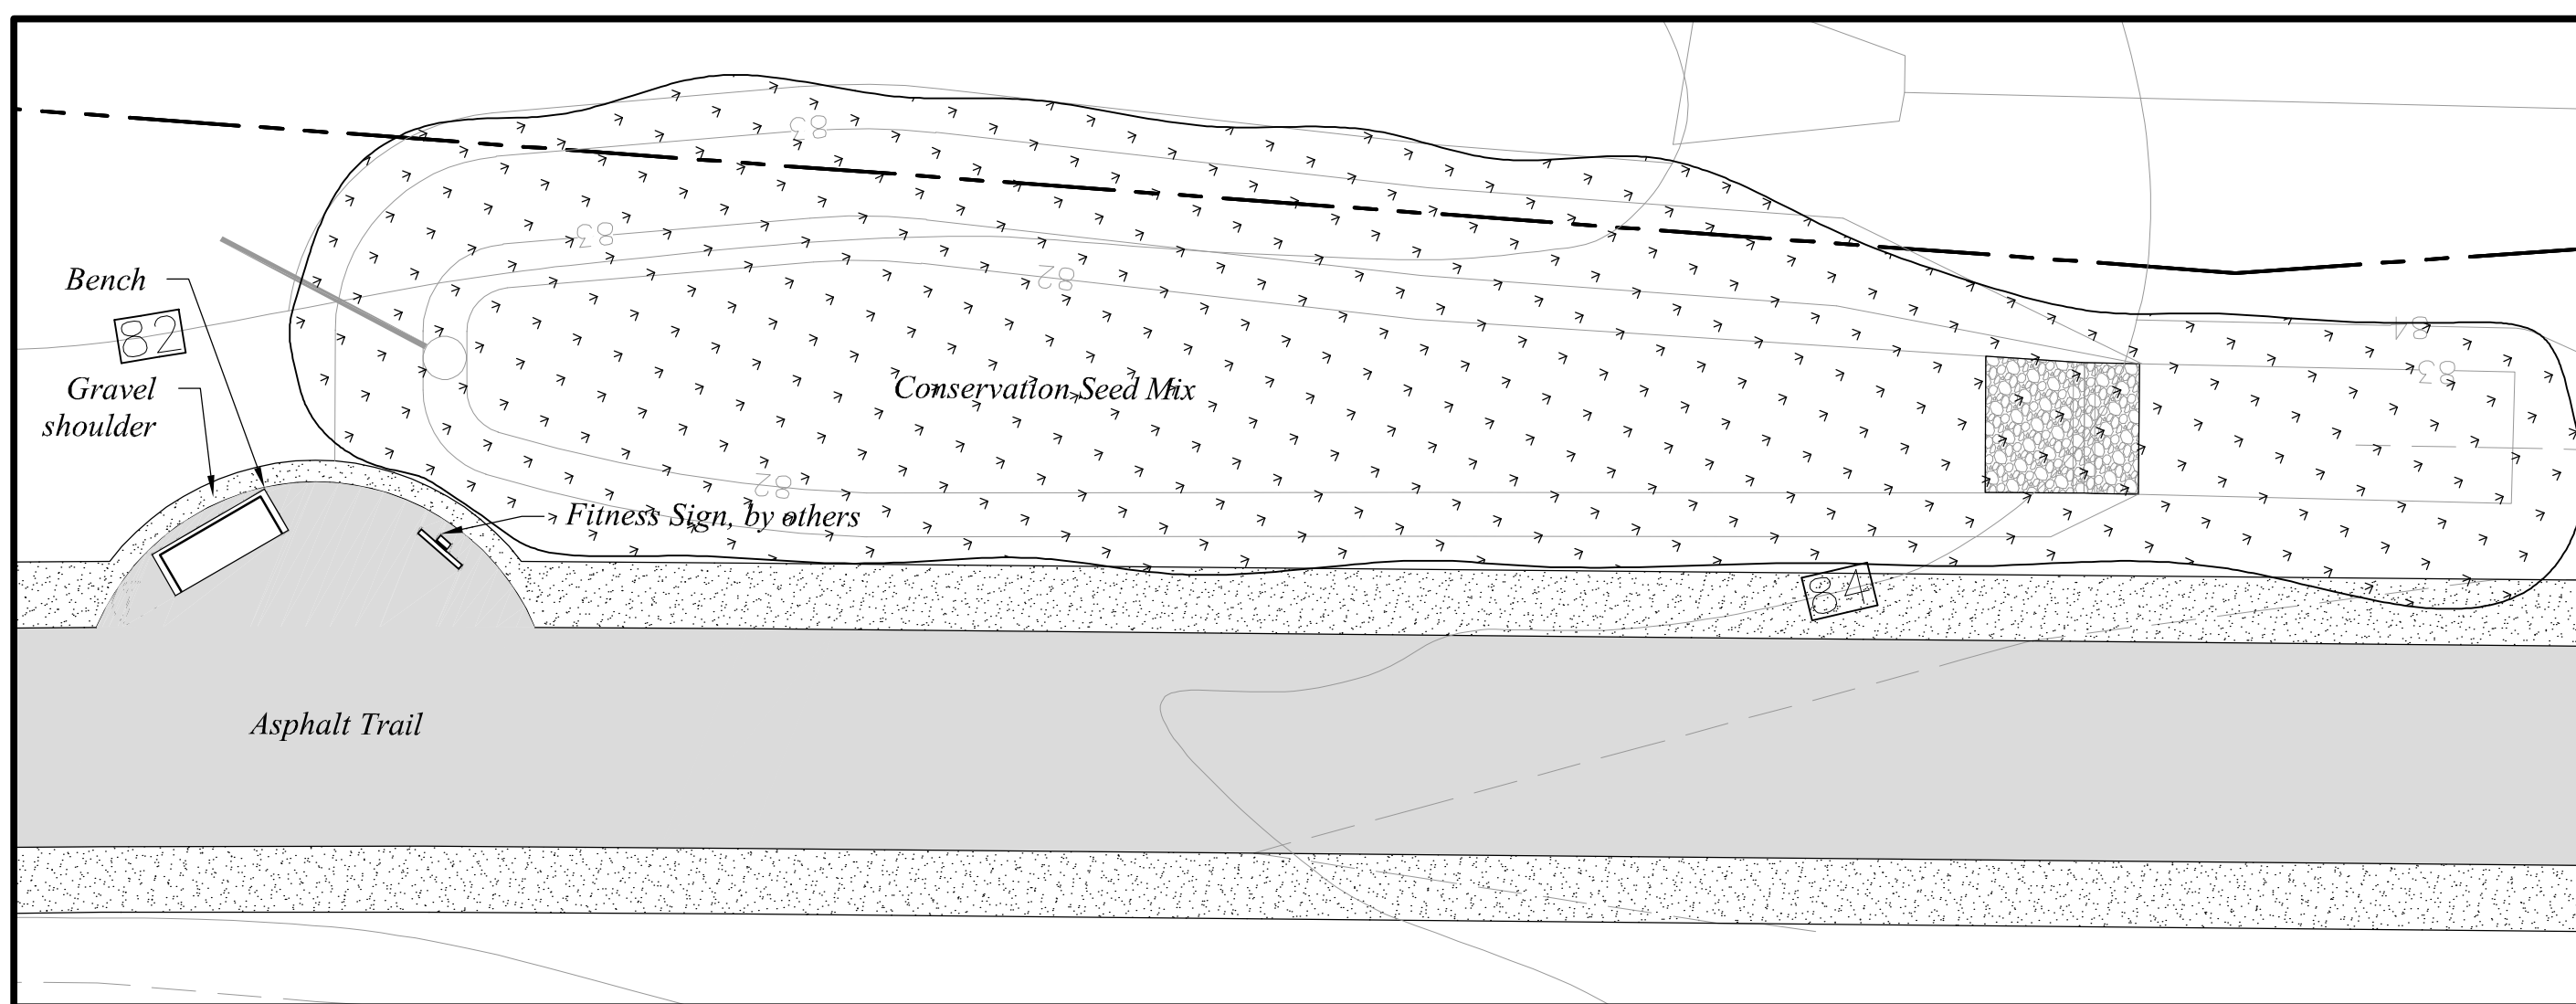 83
83
82
Bench
82
84
83
Gravel
shoulder
Conservation Seed Mix
82
Fitness Sign, by others
84
Asphalt Trail